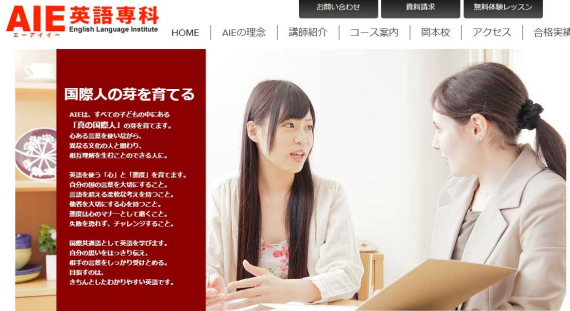 お問い合わせ
資料請求
無料体験レッスン
AIE英語専科
エーアイイー
English Language Institute
HOME
AIEの理念
講師紹介
コース案内
岡本校
アクセス
合格実績
国際人の芽を育てる
AIEは、すべての子どもの中にある
「真の国際人」の芽を育てます。
心ある言葉を使いながら、
異なる文化の人と関わり、
相互理解を生むことのできる人に。
英語を使う「心」と「態度」を育てます。
自分の国の言葉を大切にすること。
言語を超える柔軟な考えを持つこと。
他者を大切にする心を持つこと。
態度は心のマナーとして磨くこと。
失敗を恐れず、チャレンジすること。
国際共通語として英語を学びます。
自分の思いをはっきり伝え、
相手の言葉をしっかり受けとめる。
目指すのは、
きちんとしたわかりやすい英語です。